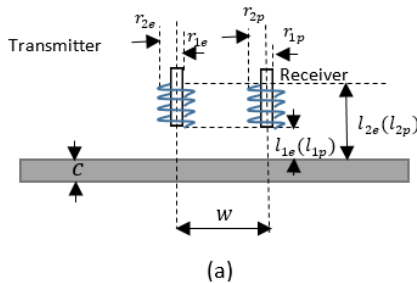 r₂ₑ r₁ₑ r₂ₚ r₁ₚ
Transmitter
Receiver
l₂ₑ(l₂ₚ)
l₁ₑ(l₁ₚ)
C
W
(a)